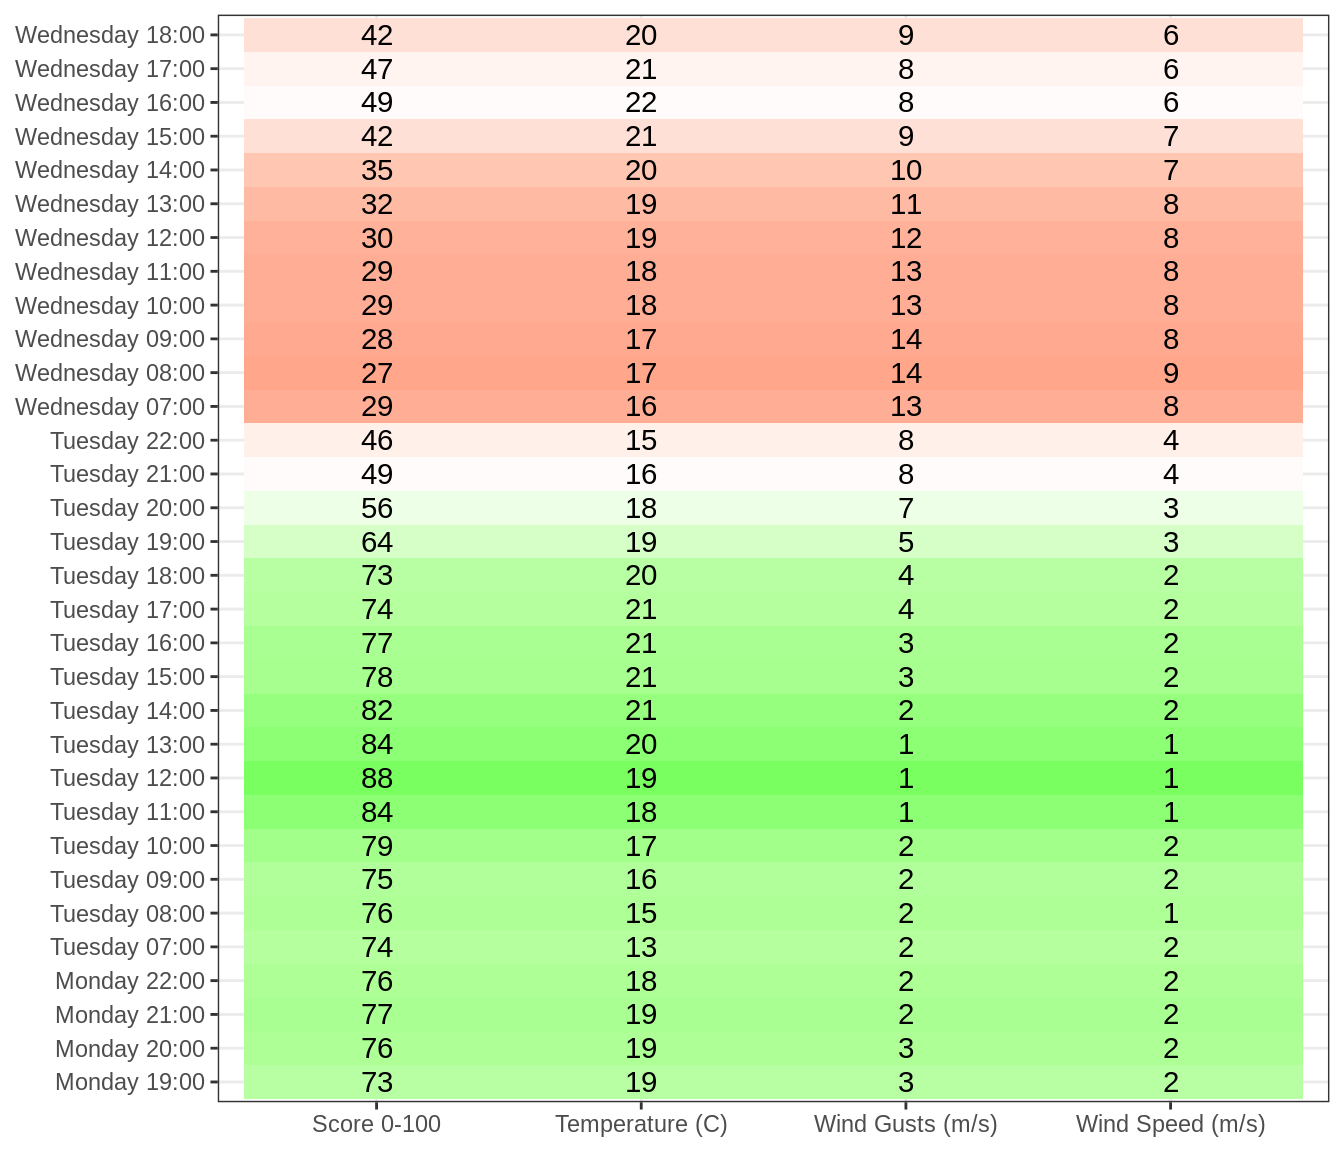 Wednesday 18:00 42 20 9 6
Wednesday 17:00 47 21 8 6
Wednesday 16:00 49 22 8 6
Wednesday 15:00 42 21 9 7
Wednesday 14:00 35 20 10 7
Wednesday 13:00 32 19 11 8
Wednesday 12:00 30 19 12 8
Wednesday 11:00 29 18 13 8
Wednesday 10:00 29 18 13 8
Wednesday 09:00 28 17 14 8
Wednesday 08:00 27 17 14 9
Wednesday 07:00 29 16 13 8
Tuesday 22:00 46 15 8 4
Tuesday 21:00 49 16 8 4
Tuesday 20:00 56 18 7 3
Tuesday 19:00 64 19 5 3
Tuesday 18:00 73 20 4 2
Tuesday 17:00 74 21 4 2
Tuesday 16:00 77 21 3 2
Tuesday 15:00 78 21 3 2
Tuesday 14:00 82 21 2 2
Tuesday 13:00 84 20 1 1
Tuesday 12:00 88 19 1 1
Tuesday 11:00 84 18 1 1
Tuesday 10:00 79 17 2 2
Tuesday 09:00 75 16 2 2
Tuesday 08:00 76 15 2 1
Tuesday 07:00 74 13 2 2
Monday 22:00 76 18 2 2
Monday 21:00 77 19 2 2
Monday 20:00 76 19 3 2
Monday 19:00 73 19 3 2
Score 0-100 Temperature (C) Wind Gusts (m/s) Wind Speed (m/s)